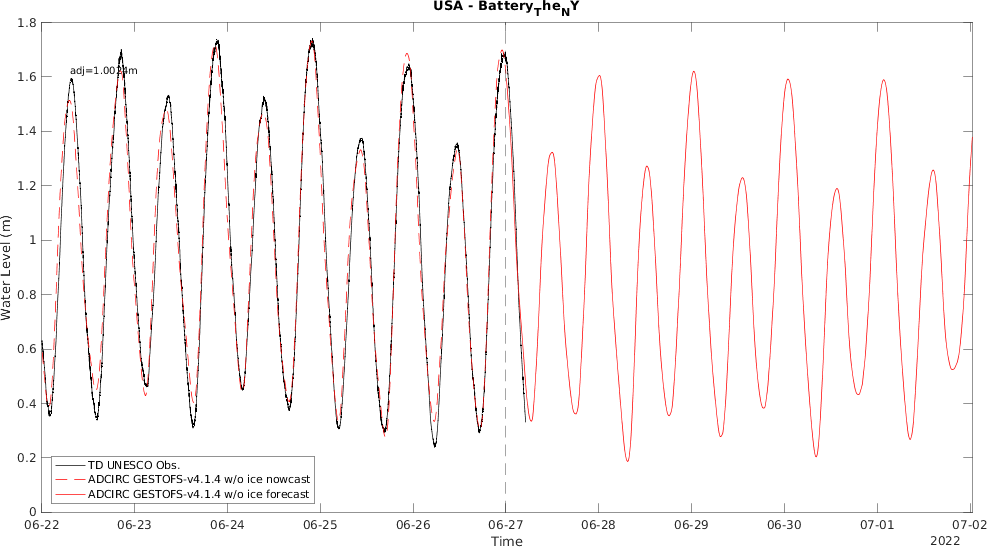 USA - Battery_The_NY
1.8
1.6
1.4
1.2
1
0.8
0.6
0.4
0.2
0
Water Level (m)
adj=1.0024m
TD UNESCO Obs.
ADCIRC GESTOFS-v4.1.4 w/o ice nowcast
ADCIRC GESTOFS-v4.1.4 w/o ice forecast
06-22 06-23 06-24 06-25 06-26 06-27 06-28 06-29 06-30 07-01 07-02
Time
2022